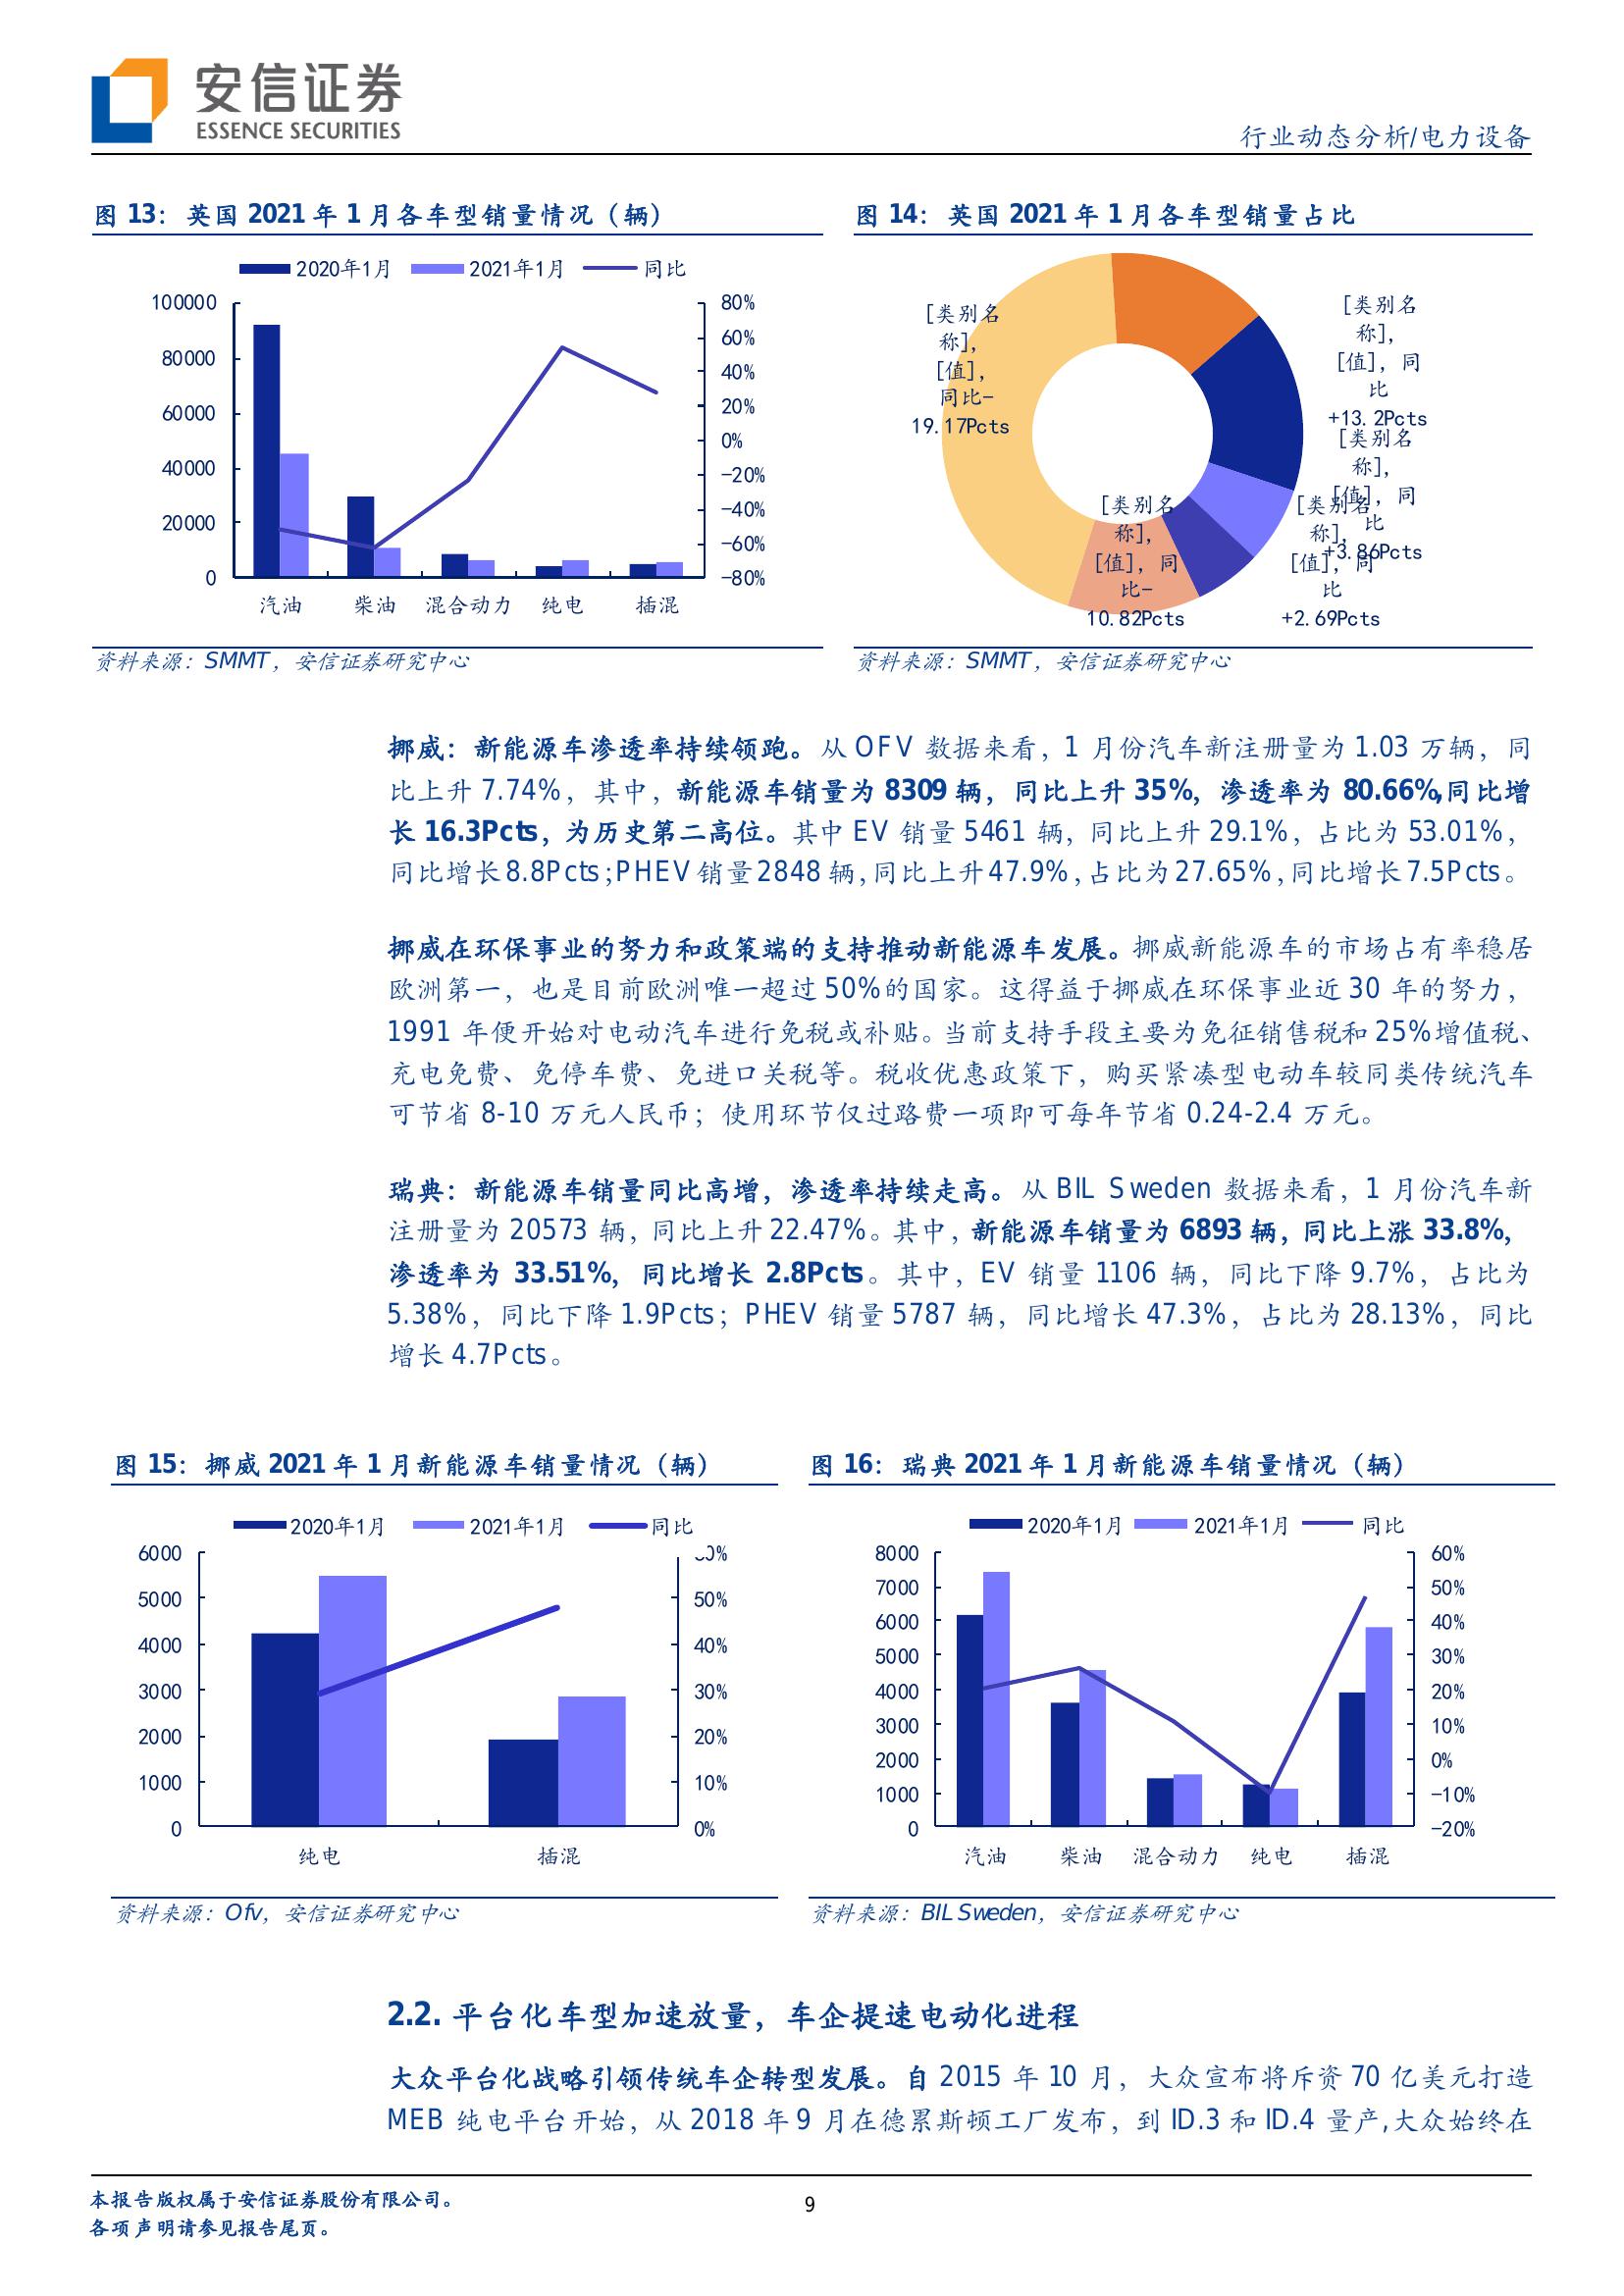 安信证券
ESSENCE SECURITIES
行业动态分析/电力设备
图 13：英国 2021 年 1 月各车型销量情况（辆）
2020年1月 2021年1月 同比
100000
80000
60000
40000
20000
0
80%
60%
40%
20%
0%
-20%
-40%
-60%
-80%
汽油 柴油 混合动力 纯电 插混
资料来源：SMMT，安信证券研究中心
图 14：英国 2021 年 1 月各车型销量占比
[类别名
称],
[值], 
同比-
19.17Pcts
[类别名
称],
[值], 同
比
+13.2Pcts
[类别名
称],
[值], 同
比
+3.86Pcts
[类别名
称],
[值], 同
比
+2.69Pcts
[类别名
称],
[值], 同
比-
10.82Pcts
资料来源：SMMT，安信证券研究中心
挪威：新能源车渗透率持续领跑。从 OFV 数据来看，1 月份汽车新注册量为 1.03 万辆，同
比上升 7.74%，其中，新能源车销量为 8309 辆，同比上升 35%，渗透率为 80.66%,同比增
长 16.3Pcts，为历史第二高位。其中 EV 销量 5461 辆，同比上升 29.1%，占比为 53.01%，
同比增长 8.8Pcts；PHEV 销量 2848 辆，同比上升 47.9%，占比为 27.65%，同比增长 7.5Pcts。
挪威在环保事业的努力和政策端的支持推动新能源车发展。挪威新能源车的市场占有率稳居
欧洲第一，也是目前欧洲唯一超过 50%的国家。这得益于挪威在环保事业近 30 年的努力，
1991 年便开始对电动汽车进行免税或补贴。当前支持手段主要为免征销售税和 25%增值税、
充电免费、免停车费、免进口关税等。税收优惠政策下，购买紧凑型电动车较同类传统汽车
可节省 8-10 万元人民币；使用环节仅过路费一项即可每年节省 0.24-2.4 万元。
瑞典：新能源车销量同比高增，渗透率持续走高。从 BIL Sweden 数据来看，1 月份汽车新
注册量为 20573 辆，同比上升 22.47%。其中，新能源车销量为 6893 辆，同比上涨 33.8%，
渗透率为 33.51%，同比增长 2.8Pcts。其中，EV 销量 1106 辆，同比下降 9.7%，占比为
5.38%，同比下降 1.9Pcts；PHEV 销量 5787 辆，同比增长 47.3%，占比为 28.13%，同比
增长 4.7Pcts。
图 15：挪威 2021 年 1 月新能源车销量情况（辆）
2020年1月 2021年1月 同比
6000
5000
4000
3000
2000
1000
0
50%
40%
30%
20%
10%
0%
纯电 插混
资料来源：Ofv，安信证券研究中心
图 16：瑞典 2021 年 1 月新能源车销量情况（辆）
2020年1月 2021年1月 同比
8000
7000
6000
5000
4000
3000
2000
1000
0
60%
50%
40%
30%
20%
10%
0%
-10%
-20%
汽油 柴油 混合动力 纯电 插混
资料来源：BIL Sweden，安信证券研究中心
2.2. 平台化车型加速放量，车企提速电动化进程
大众平台化战略引领传统车企转型发展。自 2015 年 10 月，大众宣布将斥资 70 亿美元打造
MEB 纯电平台开始，从 2018 年 9 月在德累斯顿工厂发布，到 ID.3 和 ID.4 量产,大众始终在
本报告版权属于安信证券股份有限公司。
各项声明请参见报告尾页。
9